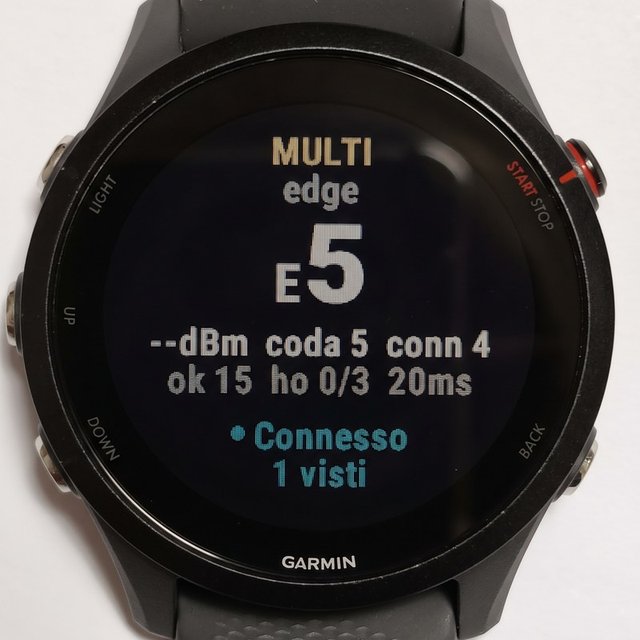 MULTI
edge
E5
--dBm coda 5 conn 4
ok 15 ho 0/3 20ms
• Connesso
1 visti
LIGHT
UP
DOWN
START STOP
BACK
GARMIN